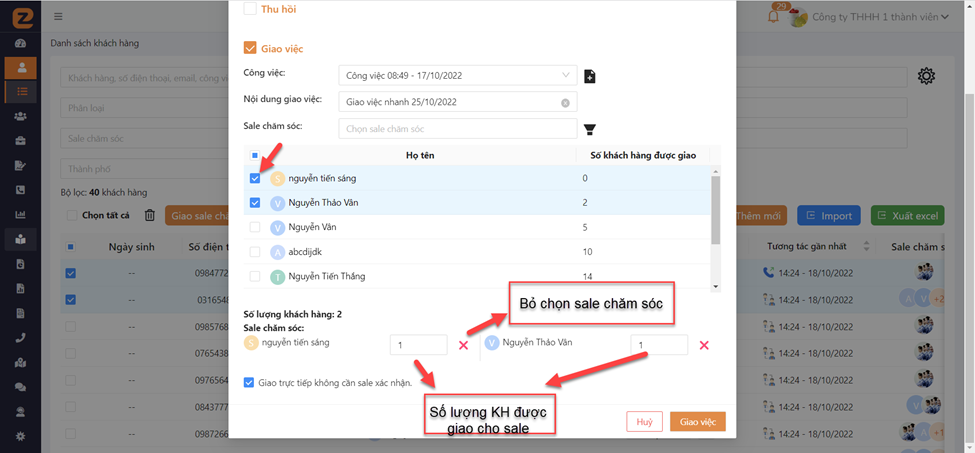 Thu hồi
29
Công ty THHH 1 thành viên
Danh sách khách hàng
Giao việc
Công việc: Công việc 08:49 - 17/10/2022
Khách hàng, số điện thoại, email, công vi
Nội dung giao việc: Giao việc nhanh 25/10/2022
Phân loại
Sale chăm sóc: Chọn sale chăm sóc
Sale chăm sóc
Họ tên Số khách hàng được giao
Thành phố
S nguyễn tiến sáng 0
Bộ lọc: 40 khách hàng
V Nguyễn Thảo Vân 2
Chọn tất cả Giao sale ch Thêm mới Import Xuất excel
V Nguyễn Vân 5
Ngày sinh Số điện t Tương tác gần nhất Sale chăm s
A abcdijdk 10
-- 0984772 14:24 - 18/10/2022
T Nguyễn Tiến Thắng 14
-- 0316548 14:24 - 18/10/2022 A V +2
Bỏ chọn sale chăm sóc
Số lượng khách hàng: 2
-- 0985768 14:24 - 18/10/2022
Sale chăm sóc:
S nguyễn tiến sáng 1 V Nguyễn Thảo Vân 1
-- 0765438 14:24 - 18/10/2022
-- 0976564 14:24 - 18/10/2022
Giao trực tiếp không cần sale xác nhận.
-- 0843777 14:24 - 18/10/2022 V
Số lượng KH được
giao cho sale
Huỷ Giao việc
-- 0987266 14:24 - 18/10/2022